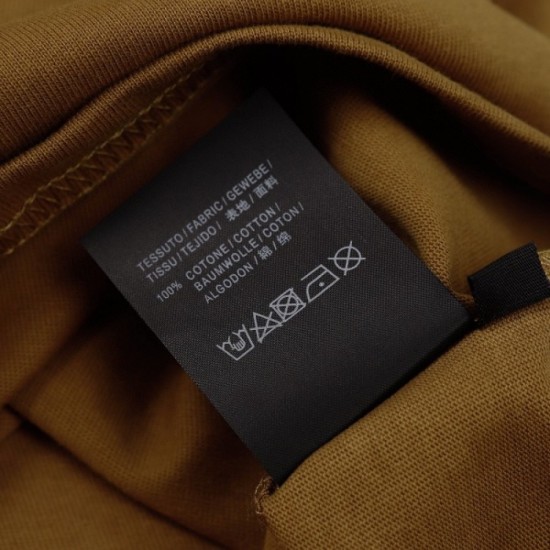 TESSUTO / FABRIC / GEWEBE /
TISSU / TEJIDO / 表地 / 面料
100% COTONE / COTTON /
BAUMWOLLE / COTON /
ALGODON / 綿 / 棉